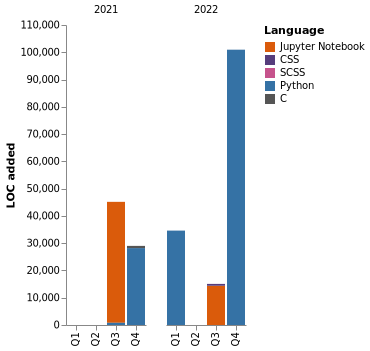 2021 2022
Language
Jupyter Notebook
CSS
SCSS
Python
C
LOC added
110,000
100,000
90,000
80,000
70,000
60,000
50,000
40,000
30,000
20,000
10,000
0
Q1 Q2 Q3 Q4 Q1 Q2 Q3 Q4